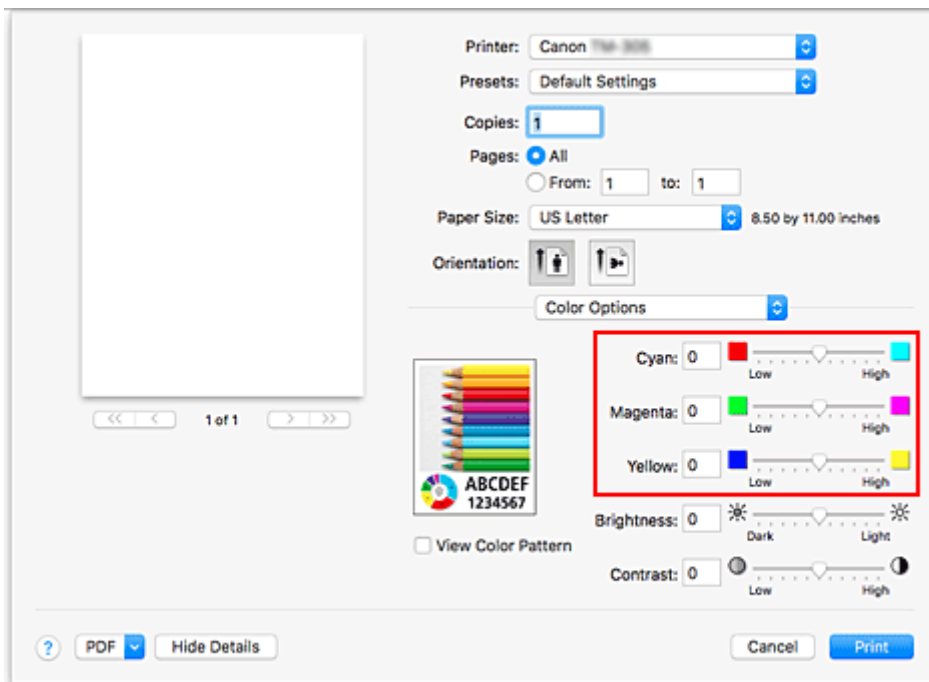 Printer: Canon
Presets: Default Settings
Copies: 1
Pages: All
From: 1 to: 1
Paper Size: US Letter 8.50 by 11.00 inches
Orientation:
Color Options
Cyan: 0
Low High
Magenta: 0
Low High
Yellow: 0
Low High
Brightness: 0
Dark Light
Contrast: 0
Low High
<< < 1 of 1 > >>
ABCDEF
1234567
View Color Pattern
? PDF Hide Details Cancel Print